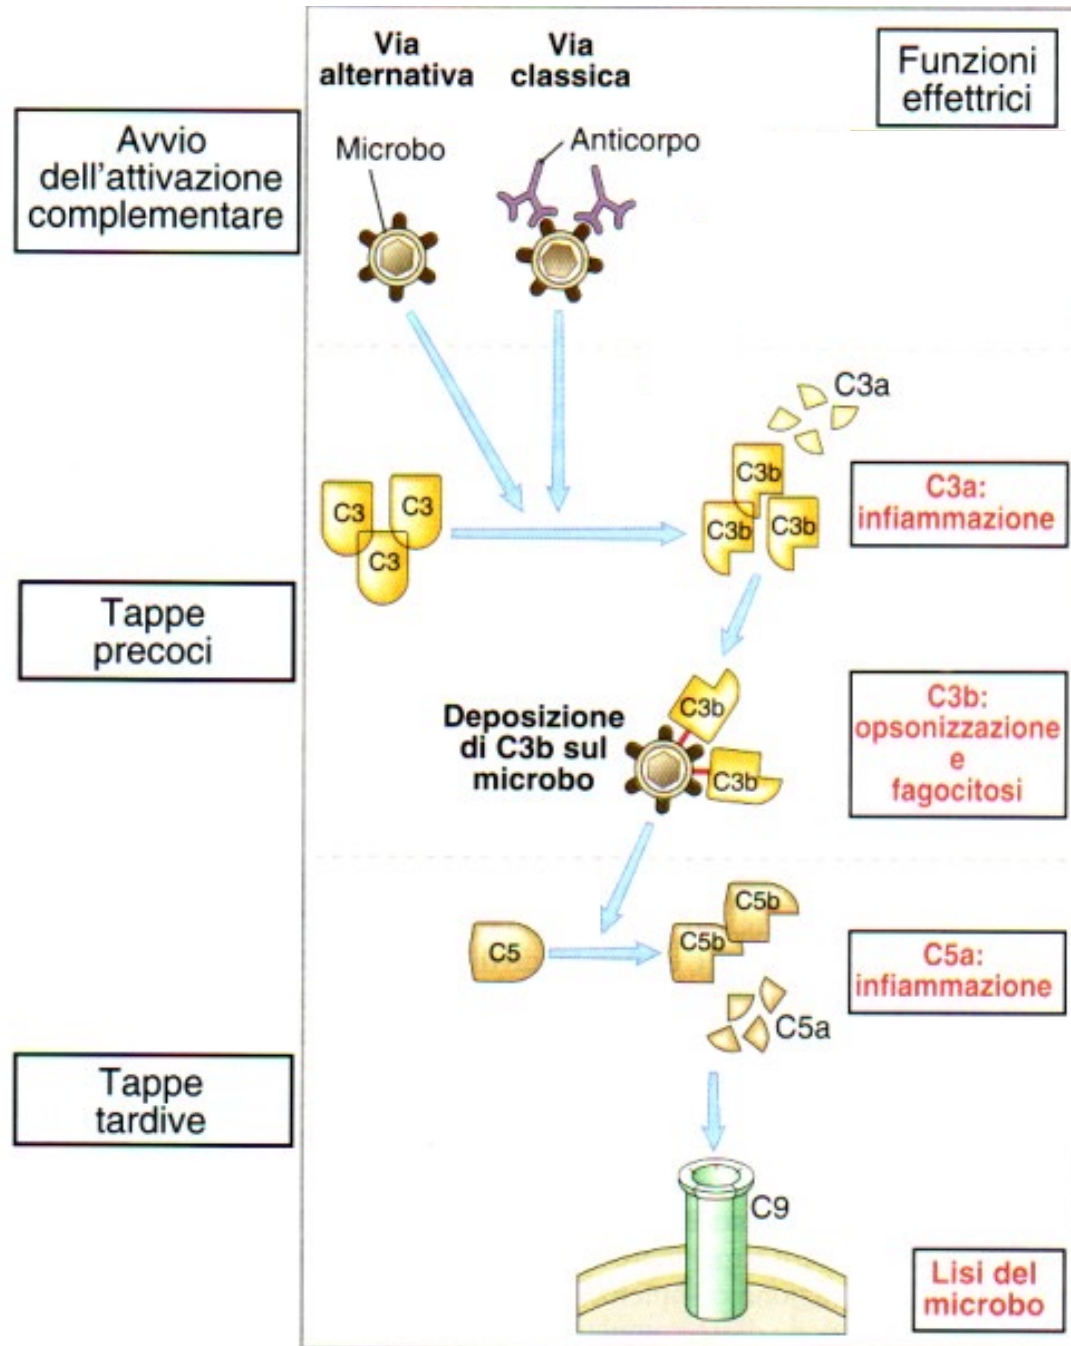 Via
alternativa
Via
classica
Funzioni
effettrici
Avvio
dell'attivazione
complementare
Microbo
Anticorpo
C3a
C3
C3
C3
C3b
C3b
C3b
C3a:
infiammazione
Tappe
precoci
Deposizione
di C3b sul
microbo
C3b
C3b
C3b:
opsonizzazione
e
fagocitosi
C5
C5b
C5b
C5a
C5a:
infiammazione
Tappe
tardive
C9
Lisi del
microbo